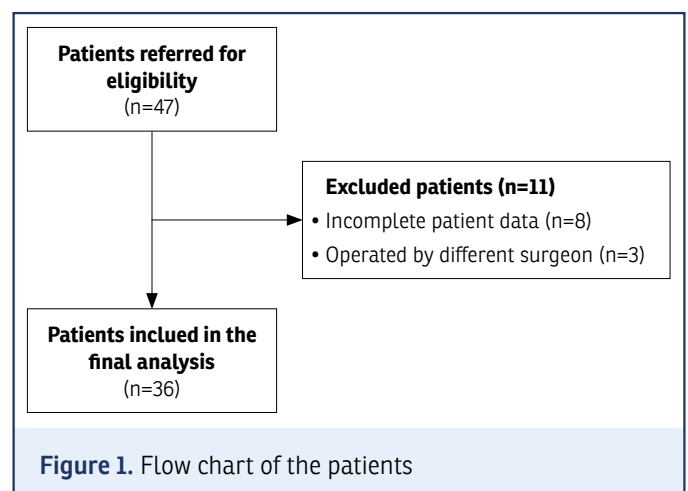 Patients referred for
eligibility
(n=47)
Excluded patients (n=11)
• Incomplete patient data (n=8)
• Operated by different surgeon (n=3)
Patients inclued in the
final analysis
(n=36)
Figure 1. Flow chart of the patients